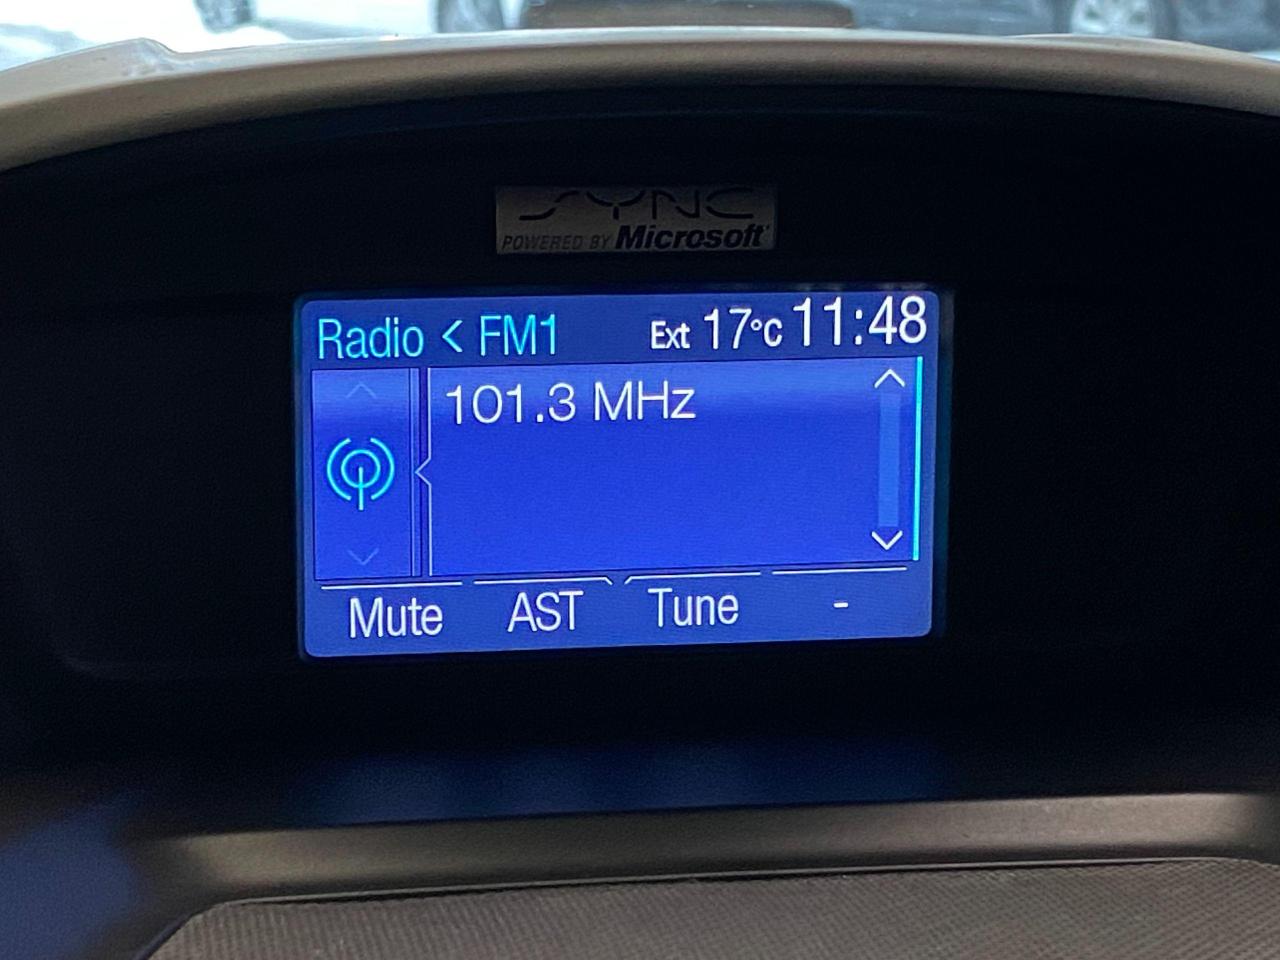 SYNC
POWERED BY Microsoft
Radio < FM1 Ext 17°C 11:48
101.3 MHz
Mute AST Tune -